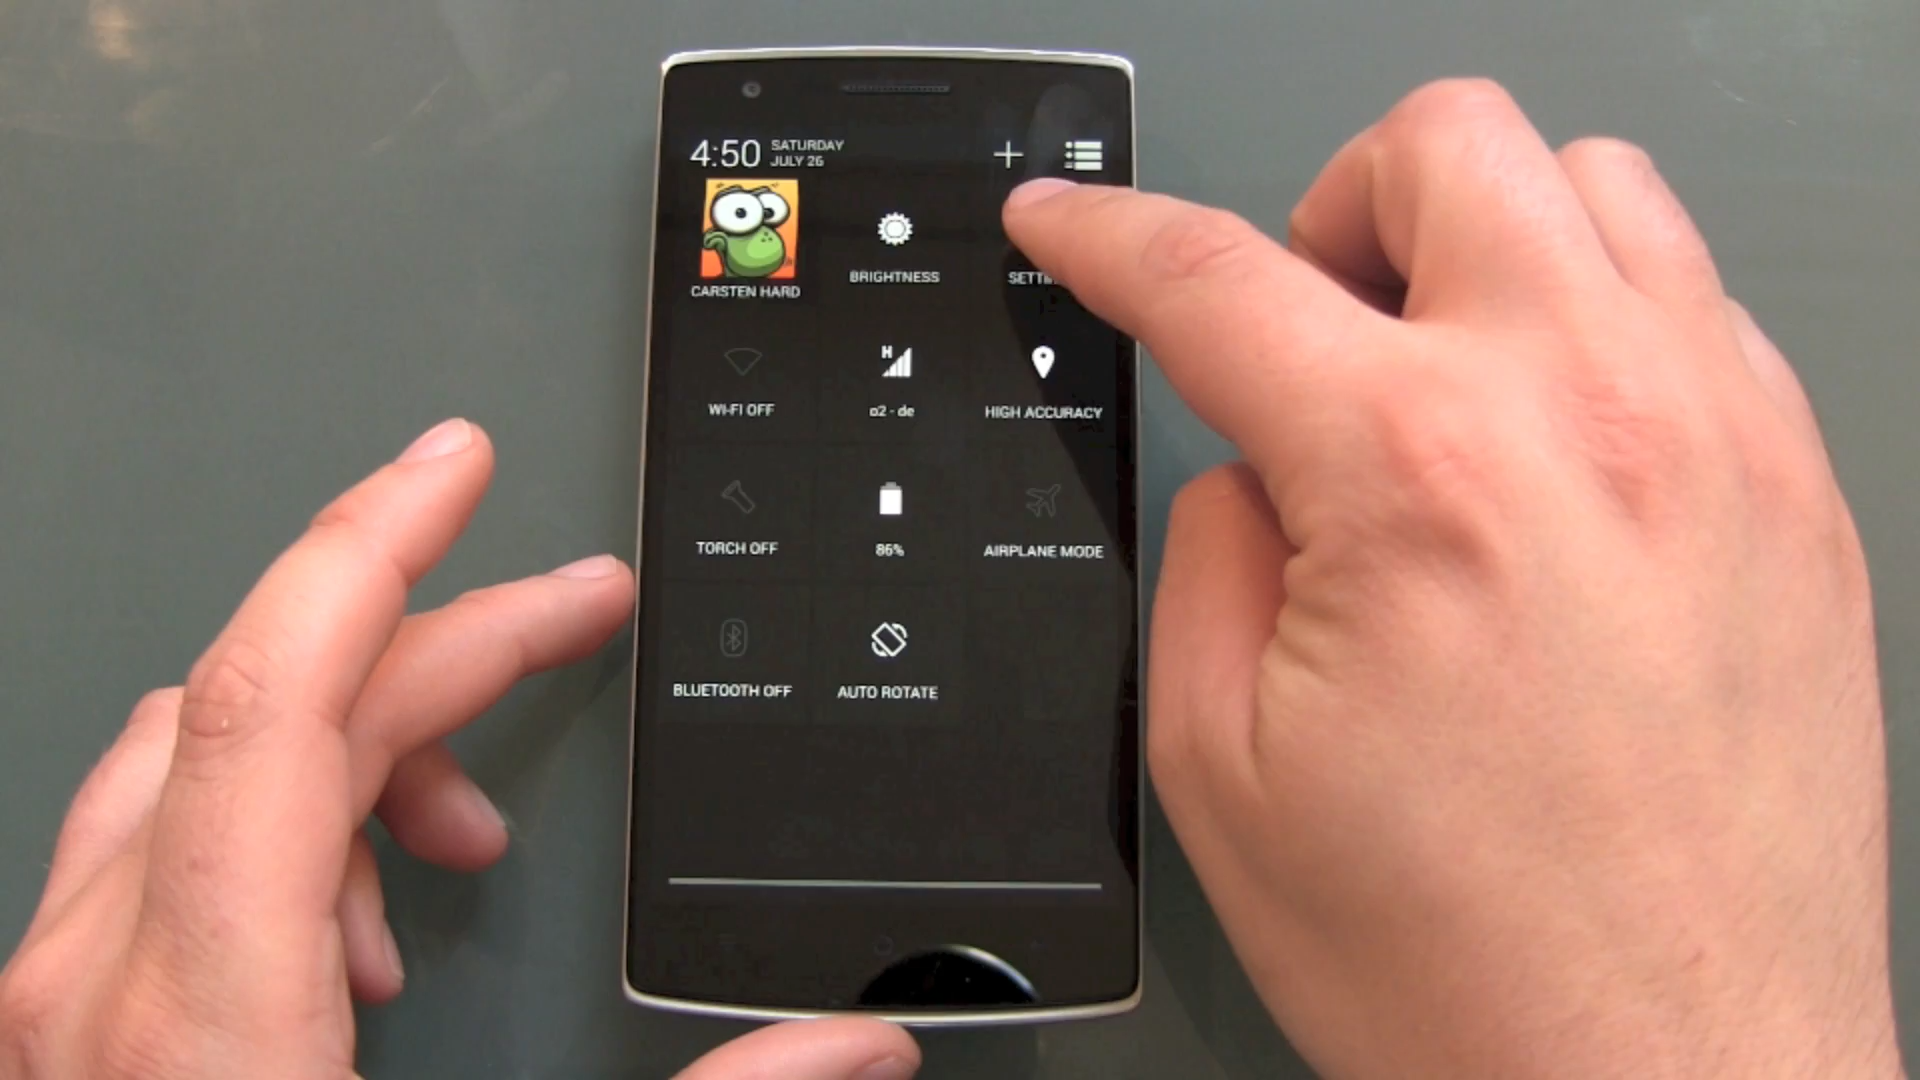 4:50 SATURDAY
JULY 26
CARSTEN HARD
BRIGHTNESS
WI-FI OFF
H
o2 - de
HIGH ACCURACY
TORCH OFF
86%
AIRPLANE MODE
BLUETOOTH OFF
AUTO ROTATE